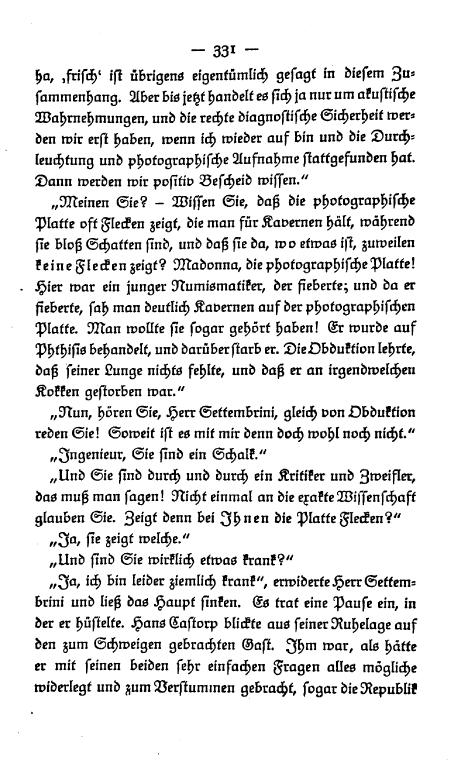 — 331 —
ha, ‚frisch‘ ist übrigens eigentümlich gesagt in diesem Zu-
sammenhang. Aber bis jetzt handelt es sich ja nur um akustische
Wahrnehmungen, und die rechte diagnostische Sicherheit wer-
den wir erst haben, wenn ich wieder auf bin und die Durch-
leuchtung und photographische Aufnahme stattgefunden hat.
Dann werden wir positiv Bescheid wissen.“
„Meinen Sie? – Wissen Sie, daß die photographische
Platte oft Flecken zeigt, die man für Kavernen hält, während
sie bloß Schatten sind, und daß sie da, wo etwas ist, zuweilen
keine Flecken zeigt? Madonna, die photographische Platte!
Hier war ein junger Numismatiker, der fieberte; und da er
fieberte, sah man deutlich Kavernen auf der photographischen
Platte. Man wollte sie sogar gehört haben! Er wurde auf
Phthisis behandelt, und darüber starb er. Die Obduktion lehrte,
daß seiner Lunge nichts fehlte, und daß er an irgendwelchen
Kokken gestorben war.“
„Nun, hören Sie, Herr Settembrini, gleich von Obduktion
reden Sie! Soweit ist es mit mir denn doch wohl noch nicht.“
„Ingenieur, Sie sind ein Schalk.“
„Und Sie sind durch und durch ein Kritiker und Zweifler,
das muß man sagen! Nicht einmal an die exakte Wissenschaft
glauben Sie. Zeigt denn bei Ihnen die Platte Flecken?“
„Ja, sie zeigt welche.“
„Und sind Sie wirklich etwas krank?“
„Ja, ich bin leider ziemlich krank“, erwiderte Herr Settem-
brini und ließ das Haupt sinken. Es trat eine Pause ein, in
der er hüstelte. Hans Castorp blickte aus seiner Ruhelage auf
den zum Schweigen gebrachten Gast. Ihm war, als hätte
er mit seinen beiden sehr einfachen Fragen alles mögliche
widerlegt und zum Verstummen gebracht, sogar die Republik